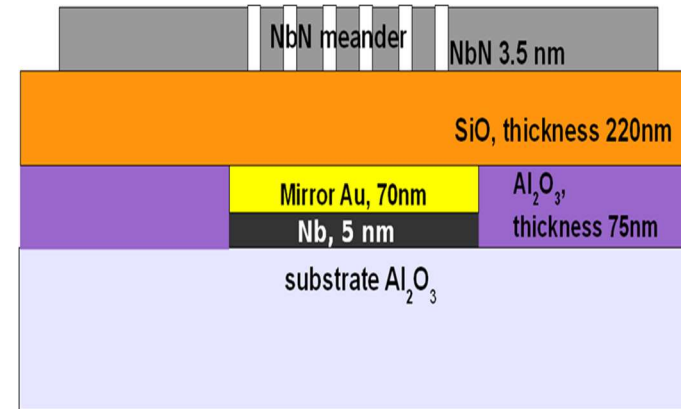 NbN meander
NbN 3.5 nm
SiO, thickness 220nm
Mirror Au, 70nm
Al₂O₃,
thickness 75nm
Nb, 5 nm
substrate Al₂O₃